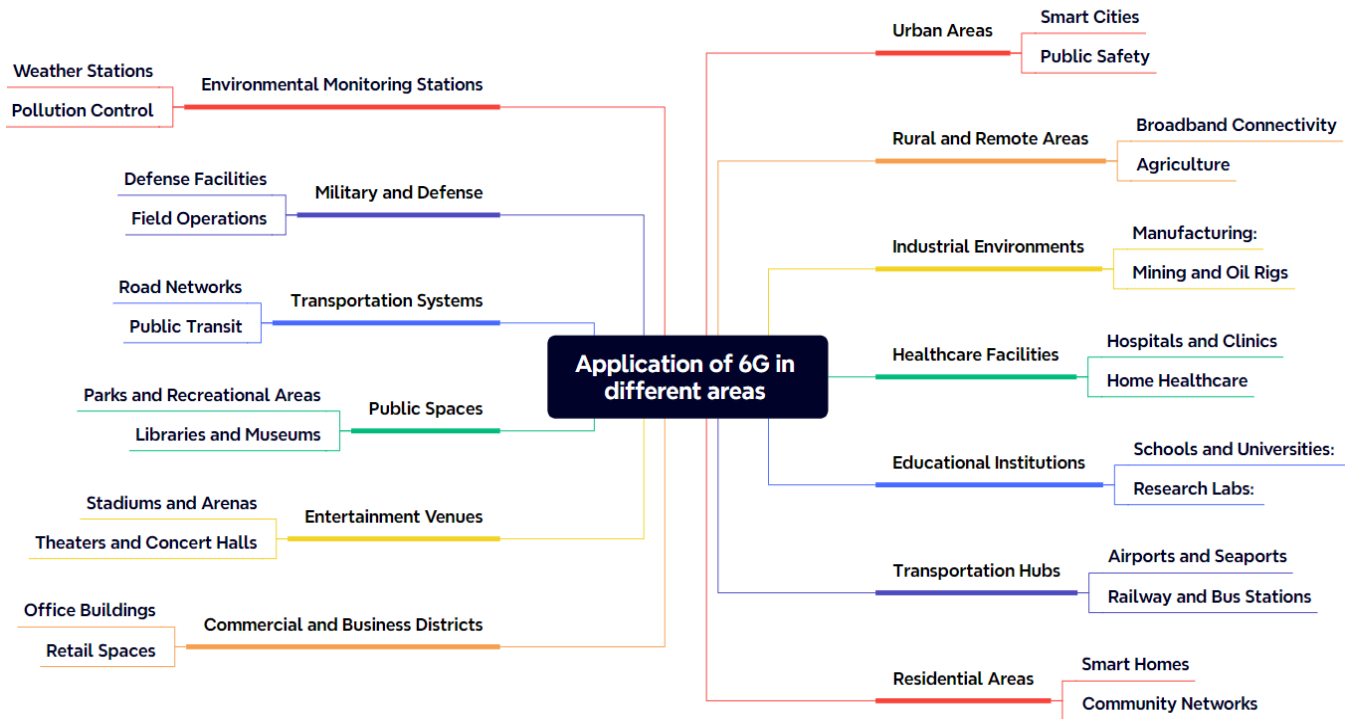 Application of 6G in
different areas
Urban Areas
Smart Cities
Public Safety
Rural and Remote Areas
Broadband Connectivity
Agriculture
Industrial Environments
Manufacturing:
Mining and Oil Rigs
Healthcare Facilities
Hospitals and Clinics
Home Healthcare
Educational Institutions
Schools and Universities:
Research Labs:
Transportation Hubs
Airports and Seaports
Railway and Bus Stations
Residential Areas
Smart Homes
Community Networks
Environmental Monitoring Stations
Weather Stations
Pollution Control
Military and Defense
Defense Facilities
Field Operations
Transportation Systems
Road Networks
Public Transit
Public Spaces
Parks and Recreational Areas
Libraries and Museums
Entertainment Venues
Stadiums and Arenas
Theaters and Concert Halls
Commercial and Business Districts
Office Buildings
Retail Spaces